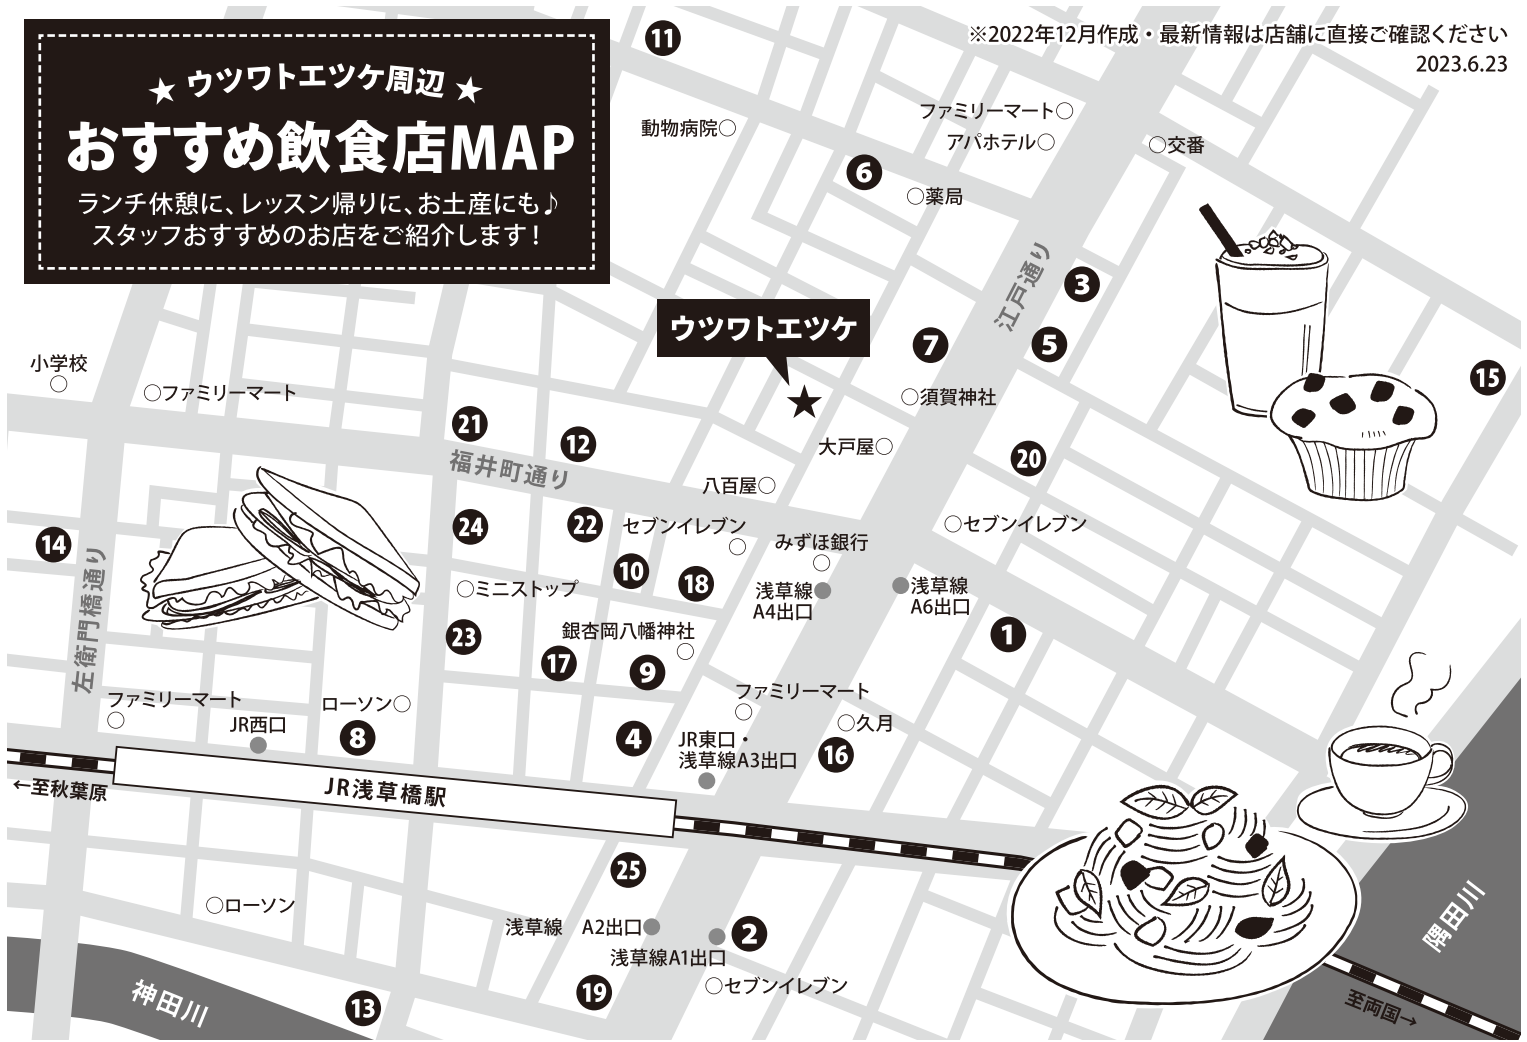 ※2022年12月作成・最新情報は店舗に直接ご確認ください
2023.6.23
★ウツワトエツケ周辺★
おすすめ飲食店MAP
ランチ休憩に、レッスン帰りに、お土産にも♪
スタッフおすすめのお店をご紹介します！
11
動物病院
ファミリーマート
アパホテル
交番
6
薬局
江戸通り
3
ウツワトエツケ
7
5
小学校
ファミリーマート
須賀神社
15
21
12
大戸屋
20
福井町通り
八百屋
24
22
セブンイレブン
みずほ銀行
セブンイレブン
14
左衛門橋通り
10
18
浅草線
A4出口
浅草線
A6出口
ミニストップ
23
銀杏岡八幡神社
1
17
9
ファミリーマート
ファミリーマート
ローソン
JR西口
8
4
JR東口・
浅草線A3出口
久月
16
←至秋葉原
JR浅草橋駅
25
ローソン
浅草線 A2出口
2
浅草線A1出口
セブンイレブン
隅田川
神田川
13
19
至両国→